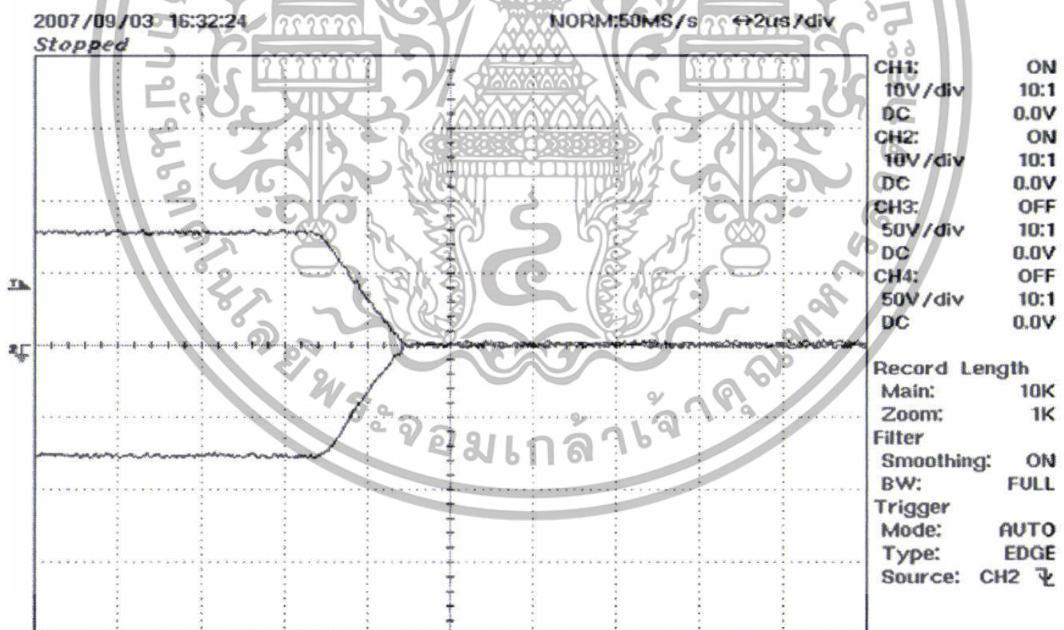 2007/09/03 16:32:24 NORM:50MS/s ↔2us/div
Stopped
CH1: ON
10V/div 10:1
DC 0.0V
CH2: ON
10V/div 10:1
DC 0.0V
CH3: OFF
50V/div 10:1
DC 0.0V
CH4: OFF
50V/div 10:1
DC 0.0V
Record Length
Main: 10K
Zoom: 1K
Filter
Smoothing: ON
BW: FULL
Trigger
Mode: AUTO
Type: EDGE
Source: CH2